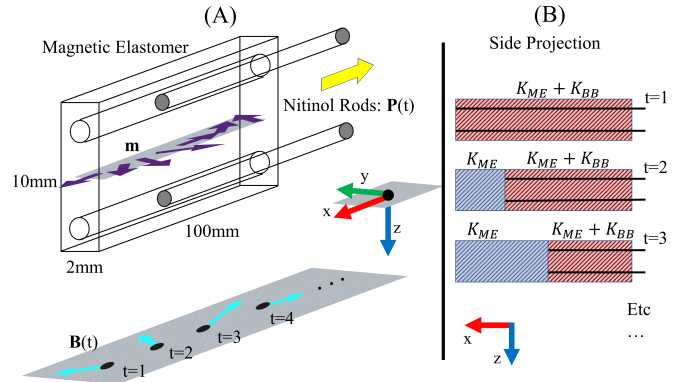 (A)
Magnetic Elastomer
Nitinol Rods: P(t)
m
10mm
100mm
2mm
y
x
z
B(t)
t=1
t=2
t=3
t=4
...
(B)
Side Projection
K_ME + K_BB
t=1
K_ME K_ME + K_BB
t=2
K_ME K_ME + K_BB
t=3
Etc
...
x
z